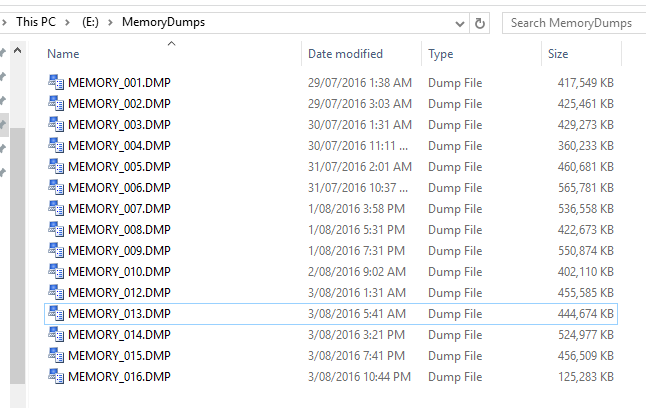 This PC > (E:) > MemoryDumps Search MemoryDumps
Name Date modified Type Size
MEMORY_001.DMP 29/07/2016 1:38 AM Dump File 417,549 KB
MEMORY_002.DMP 29/07/2016 3:03 AM Dump File 425,461 KB
MEMORY_003.DMP 30/07/2016 1:31 AM Dump File 429,273 KB
MEMORY_004.DMP 30/07/2016 11:11 ... Dump File 360,233 KB
MEMORY_005.DMP 31/07/2016 2:01 AM Dump File 460,681 KB
MEMORY_006.DMP 31/07/2016 10:37 ... Dump File 565,781 KB
MEMORY_007.DMP 1/08/2016 3:58 PM Dump File 536,558 KB
MEMORY_008.DMP 1/08/2016 5:31 PM Dump File 422,673 KB
MEMORY_009.DMP 1/08/2016 7:31 PM Dump File 550,874 KB
MEMORY_010.DMP 2/08/2016 9:02 AM Dump File 402,110 KB
MEMORY_012.DMP 3/08/2016 1:31 AM Dump File 455,585 KB
MEMORY_013.DMP 3/08/2016 5:41 AM Dump File 444,674 KB
MEMORY_014.DMP 3/08/2016 3:21 PM Dump File 524,977 KB
MEMORY_015.DMP 3/08/2016 7:41 PM Dump File 456,509 KB
MEMORY_016.DMP 3/08/2016 10:44 PM Dump File 125,283 KB